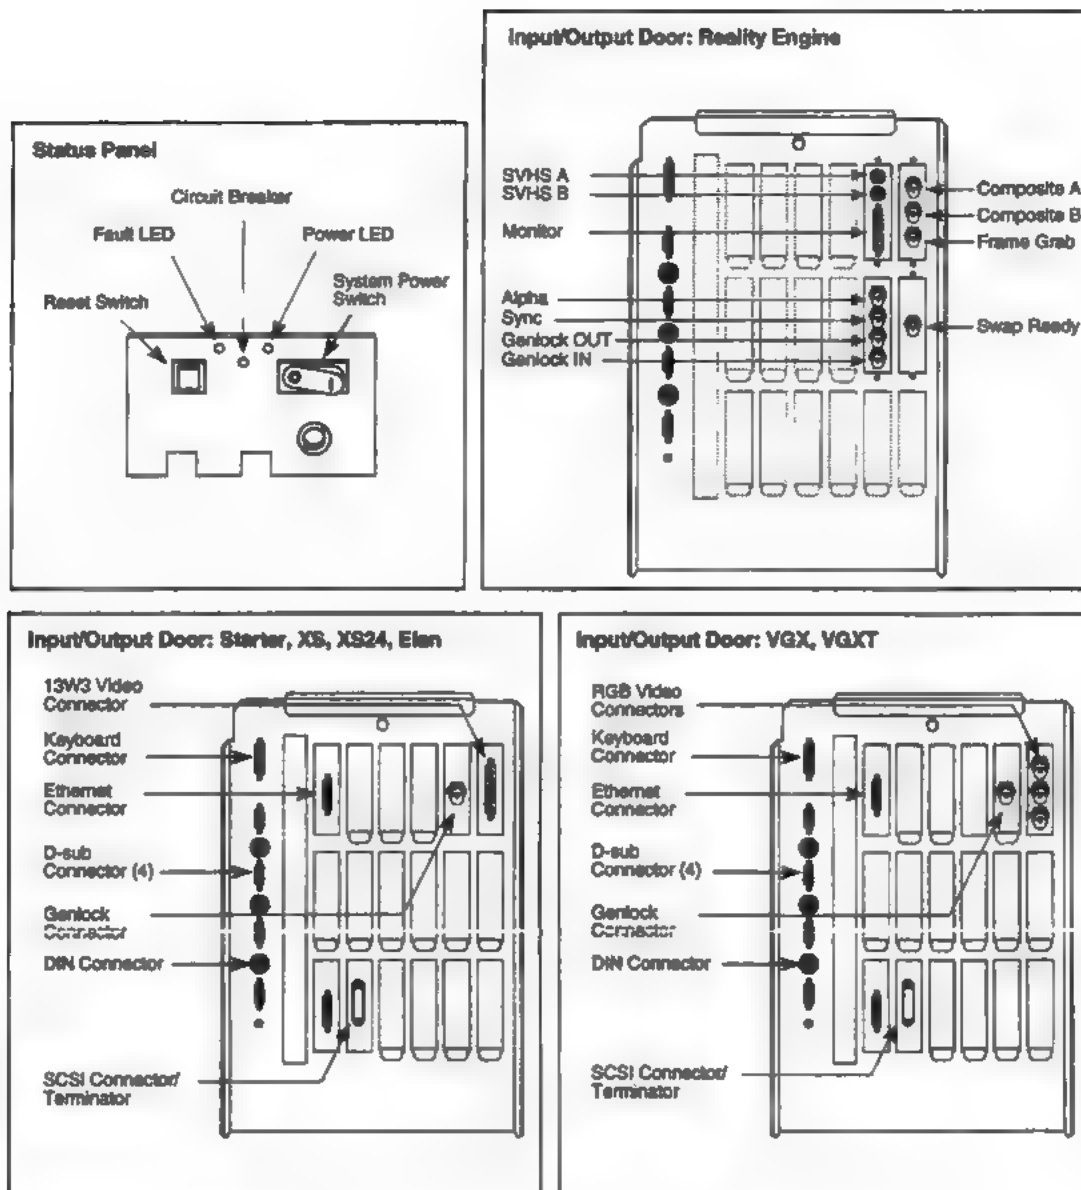 Input/Output Door: Reality Engine
SVHS A
SVHS B
Monitor
Alpha
Sync
Genlock OUT
Genlock IN
Composite A
Composite B
Frame Grab
Swap Ready
Status Panel
Circuit Breaker
Fault LED
Power LED
Reset Switch
System Power
Switch
Input/Output Door: Starter, XS, XS24, Elan
13W3 Video
Connector
Keyboard
Connector
Ethernet
Connector
D-sub
Connector (4)
Genlock
Connector
DIN Connector
SCSI Connector/
Terminator
Input/Output Door: VGX, VGXT
RGB Video
Connectors
Keyboard
Connector
Ethernet
Connector
D-sub
Connector (4)
Genlock
Connector
DIN Connector
SCSI Connector/
Terminator